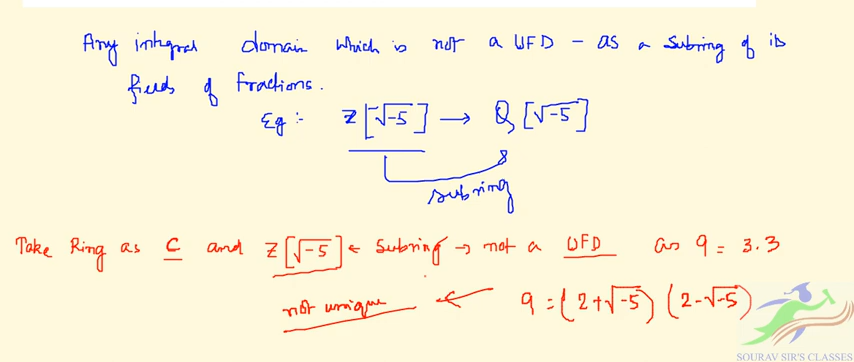 Any integral domain which is not a UFD - as a subring of its
fields of fractions.
Eg :- Z[√-5] → Q[√-5]
subring
Take Ring as C and Z[√-5] ← subring → not a UFD as 9 = 3.3
not unique ← 9 = (2+√-5) (2-√-5)
SOURAV SIR'S CLASSES